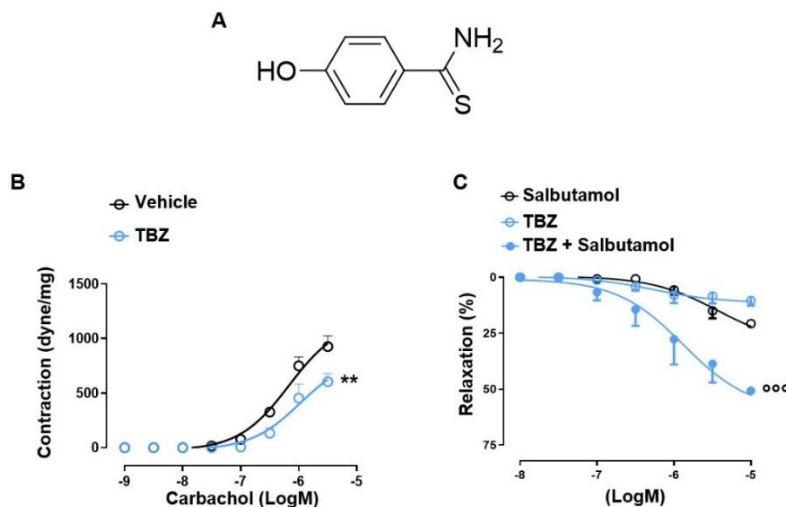 A
NH₂
HO
S
B
Vehicle
TBZ
Contraction (dyne/mg)
1500
1000
500
0
**
-9 -8 -7 -6 -5
Carbachol (LogM)
C
Salbutamol
TBZ
TBZ + Salbutamol
Relaxation (%)
0
25
50
75
°°°
-8 -7 -6 -5
(LogM)